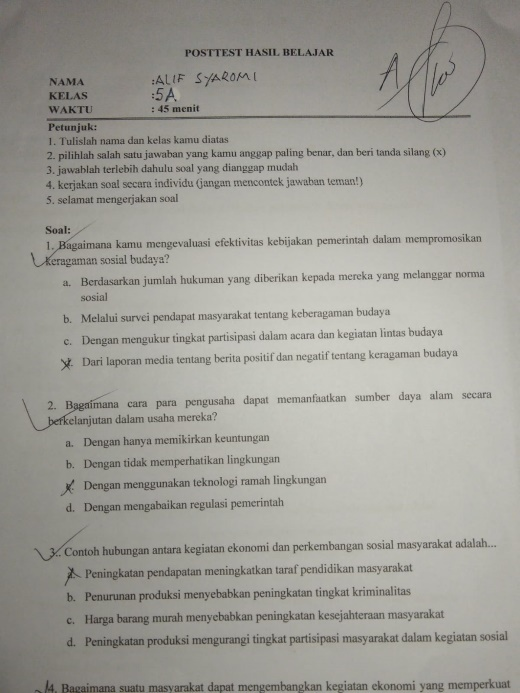 POSTTEST HASIL BELAJAR
NAMA :ALIF SYAROMI
KELAS :5A
WAKTU : 45 menit
Petunjuk:
1. Tulislah nama dan kelas kamu diatas
2. pilihlah salah satu jawaban yang kamu anggap paling benar, dan beri tanda silang (x)
3. jawablah terlebih dahulu soal yang dianggap mudah
4. kerjakan soal secara individu (jangan mencontek jawaban teman!)
5. selamat mengerjakan soal
Soal:
1. Bagaimana kamu mengevaluasi efektivitas kebijakan pemerintah dalam mempromosikan
keragaman sosial budaya?
a. Berdasarkan jumlah hukuman yang diberikan kepada mereka yang melanggar norma
sosial
b. Melalui survei pendapat masyarakat tentang keberagaman budaya
c. Dengan mengukur tingkat partisipasi dalam acara dan kegiatan lintas budaya
d. Dari laporan media tentang berita positif dan negatif tentang keragaman budaya
2. Bagaimana cara para pengusaha dapat memanfaatkan sumber daya alam secara
berkelanjutan dalam usaha mereka?
a. Dengan hanya memikirkan keuntungan
b. Dengan tidak memperhatikan lingkungan
c. Dengan menggunakan teknologi ramah lingkungan
d. Dengan mengabaikan regulasi pemerintah
3.. Contoh hubungan antara kegiatan ekonomi dan perkembangan sosial masyarakat adalah...
a. Peningkatan pendapatan meningkatkan taraf pendidikan masyarakat
b. Penurunan produksi menyebabkan peningkatan tingkat kriminalitas
c. Harga barang murah menyebabkan peningkatan kesejahteraan masyarakat
d. Peningkatan produksi mengurangi tingkat partisipasi masyarakat dalam kegiatan sosial
4. Bagaimana suatu masyarakat dapat mengembangkan kegiatan ekonomi yang memperkuat